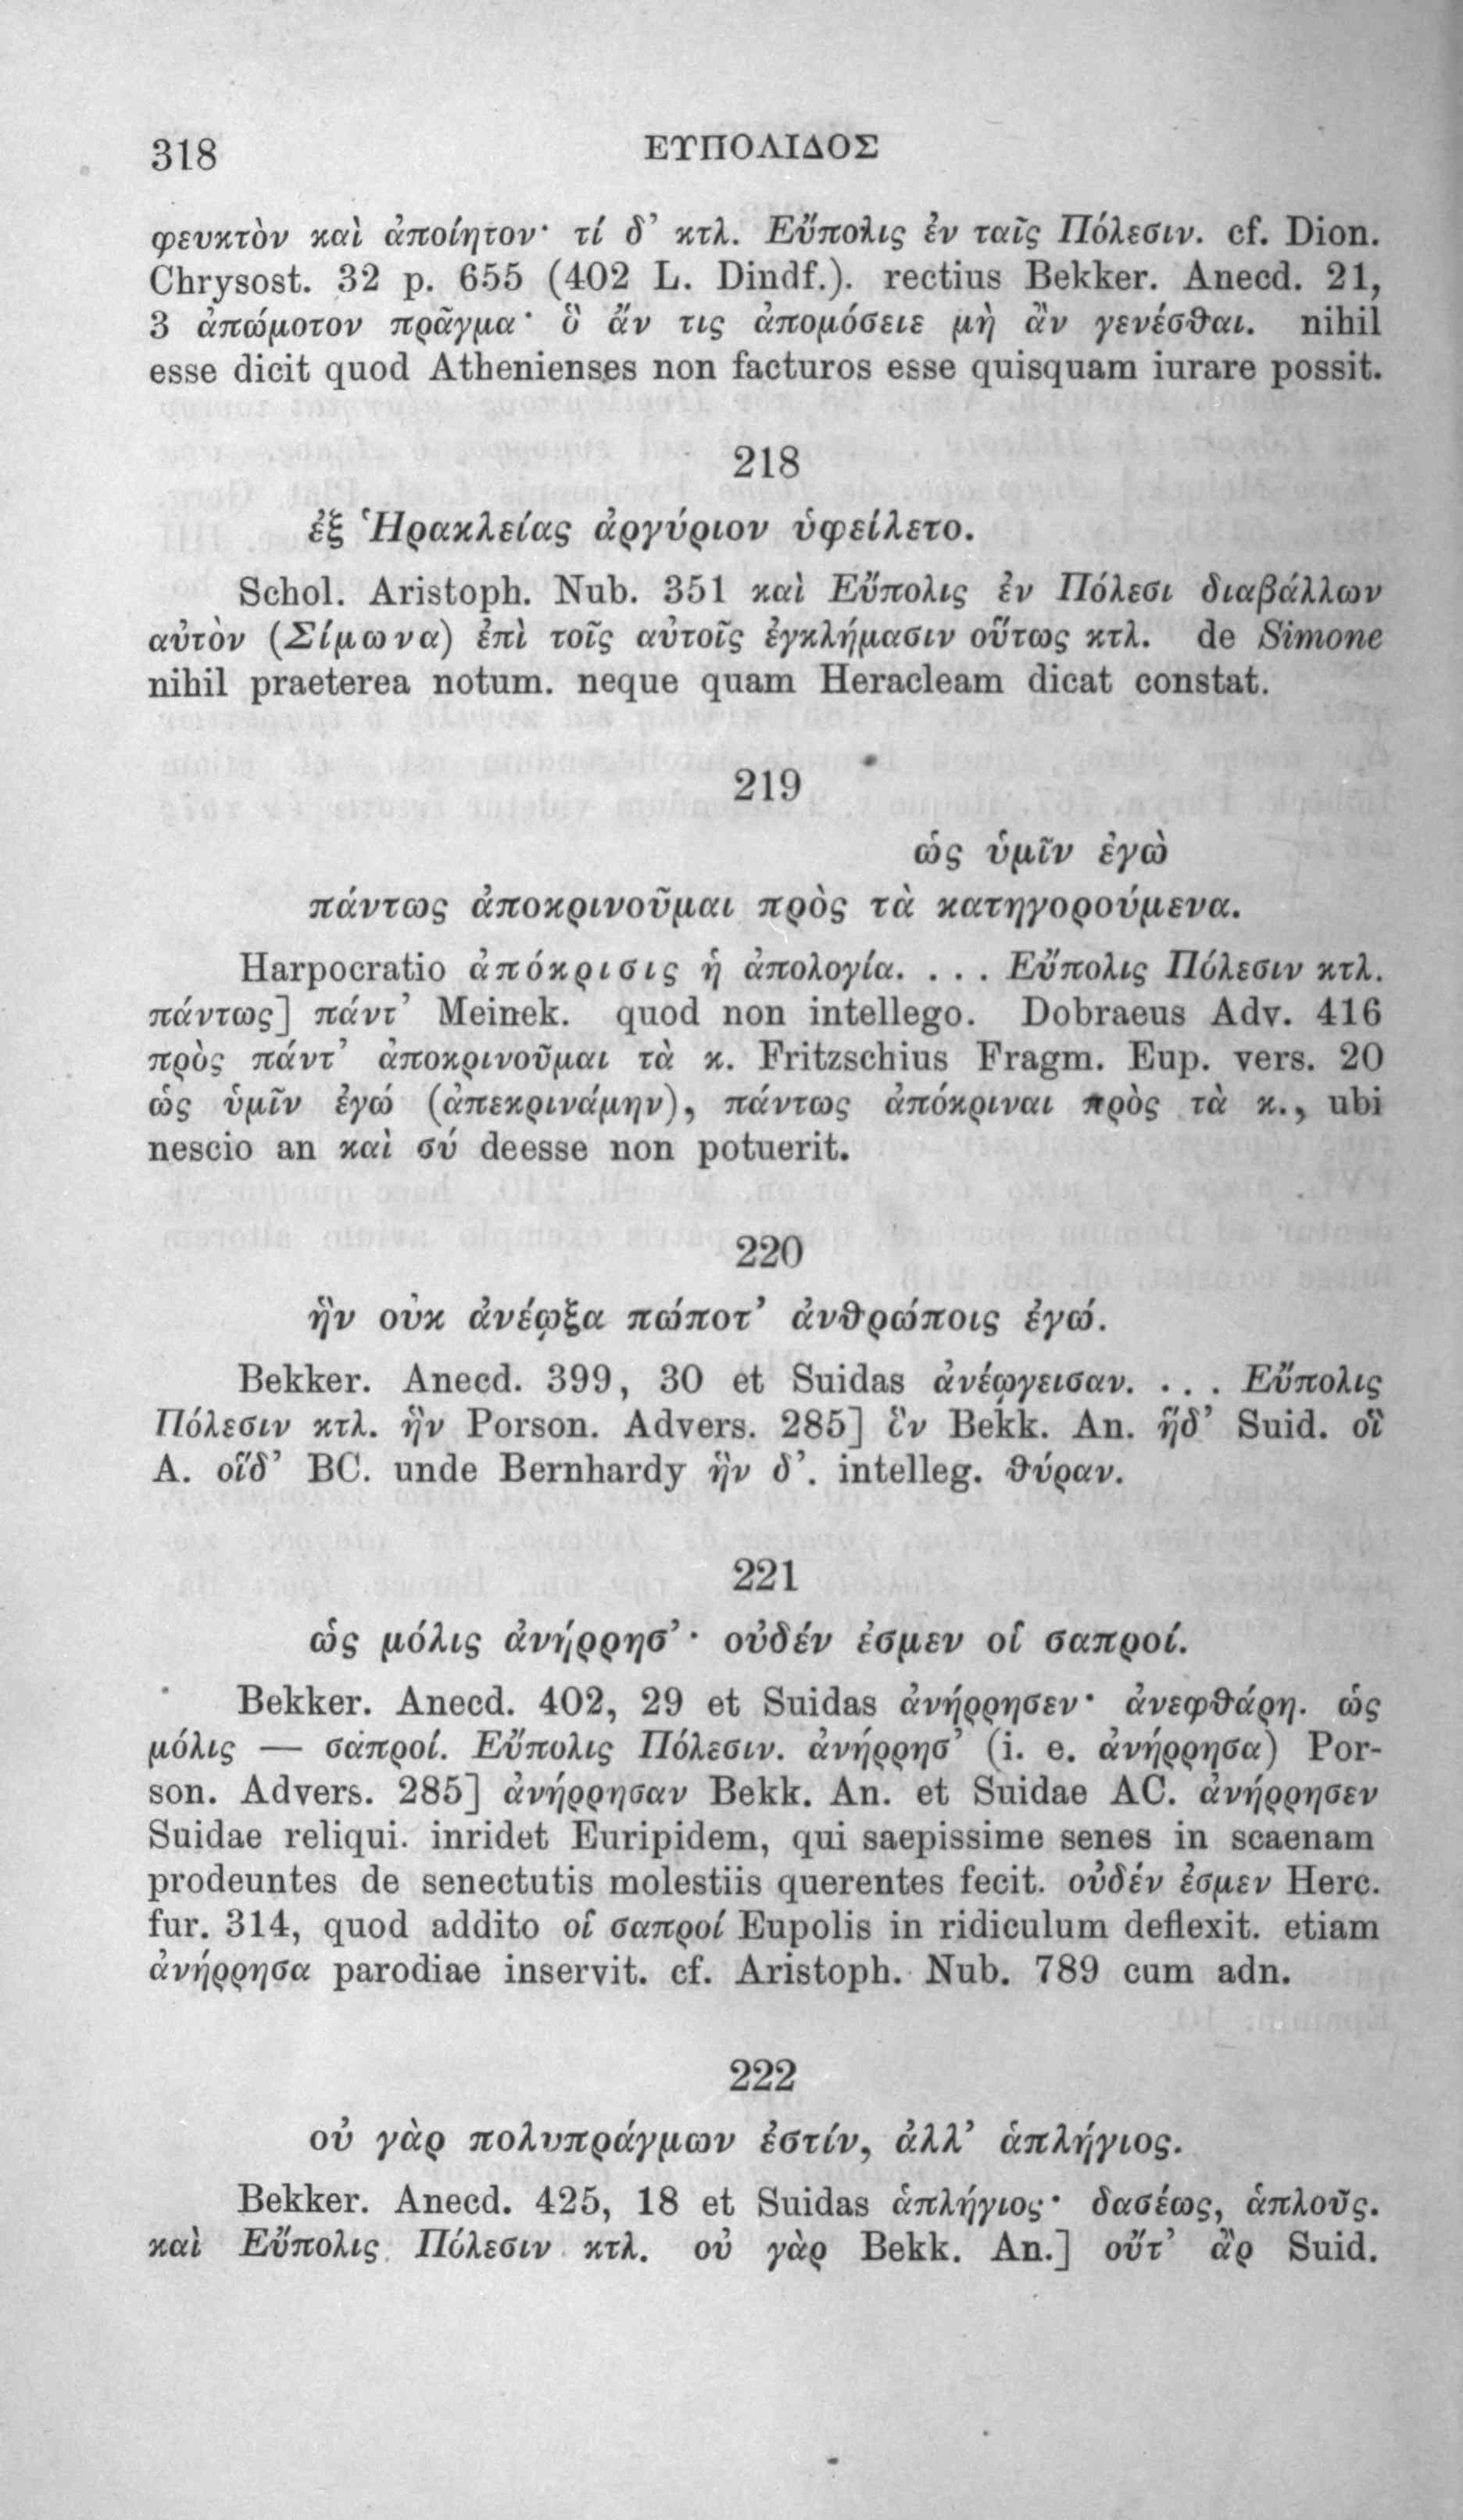 318 ΕΥΠΟΛΙΔΟΣ
φευκτὸν καὶ ἀποίητον· τί δ’ κτλ. Εὔπολις ἐν ταῖς Πόλεσιν. cf. Dion.
Chrysost. 32 p. 655 (402 L. Dindf.). rectius Bekker. Anecd. 21,
3 ἀπώμοτον πρᾶγμα· ὃ ἄν τις ἀπομόσειε μὴ ἂν γενέσθαι. nihil
esse dicit quod Athenienses non facturos esse quisquam iurare possit.
218
ἐξ Ἡρακλείας ἀργύριον ὑφείλετο.
Schol. Aristoph. Nub. 351 καὶ Εὔπολις ἐν Πόλεσι διαβάλλων
αὐτὸν (Σίμωνα) ἐπὶ τοῖς αὐτοῖς ἐγκλήμασιν οὕτως κτλ. de Simone
nihil praeterea notum. neque quam Heracleam dicat constat.
219
ὡς ὑμῖν ἐγὼ
πάντως ἀποκρινοῦμαι πρὸς τὰ κατηγορούμενα.
Harpocratio ἀπόκρισις ἡ ἀπολογία. . . . Εὔπολις Πόλεσιν κτλ.
πάντως] πάντ’ Meinek. quod non intellego. Dobraeus Adv. 416
πρὸς πάντ’ ἀποκρινοῦμαι τὰ κ. Fritzschius Fragm. Eup. vers. 20
ὡς ὑμῖν ἐγώ (ἀπεκρινάμην), πάντως ἀπόκριναι πρὸς τὰ κ., ubi
nescio an καὶ σύ deesse non potuerit.
220
ἣν οὐκ ἀνέῳξα πώποτ’ ἀνθρώποις ἐγώ.
Bekker. Anecd. 399, 30 et Suidas ἀνέῳγεισαν. . . . Εὔπολις
Πόλεσιν κτλ. ἣν Porson. Advers. 285] ἓν Bekk. An. ἥδ’ Suid. οἳ
A. οἵδ’ BC. unde Bernhardy ἣν δ’. intelleg. θύραν.
221
ὡς μόλις ἀνήρρησ’· οὐδέν ἐσμεν οἱ σαπροί.
Bekker. Anecd. 402, 29 et Suidas ἀνήρρησεν· ἀνεφθάρη. ὡς
μόλις — σαπροί. Εὔπολις Πόλεσιν. ἀνήρρησ’ (i. e. ἀνήρρησα) Por-
son. Advers. 285] ἀνήρρησαν Bekk. An. et Suidae AC. ἀνήρρησεν
Suidae reliqui. inridet Euripidem, qui saepissime senes in scaenam
prodeuntes de senectutis molestiis querentes fecit. οὐδέν ἐσμεν Herc.
fur. 314, quod addito οἱ σαπροί Eupolis in ridiculum deflexit. etiam
ἀνήρρησα parodiae inservit. cf. Aristoph. Nub. 789 cum adn.
222
οὐ γὰρ πολυπράγμων ἐστίν, ἀλλ’ ἁπλήγιος.
Bekker. Anecd. 425, 18 et Suidas ἁπλήγιος· δασέως, ἁπλοῦς.
καὶ Εὔπολις Πόλεσιν κτλ. οὐ γὰρ Bekk. An.] οὔτ’ ἂρ Suid.